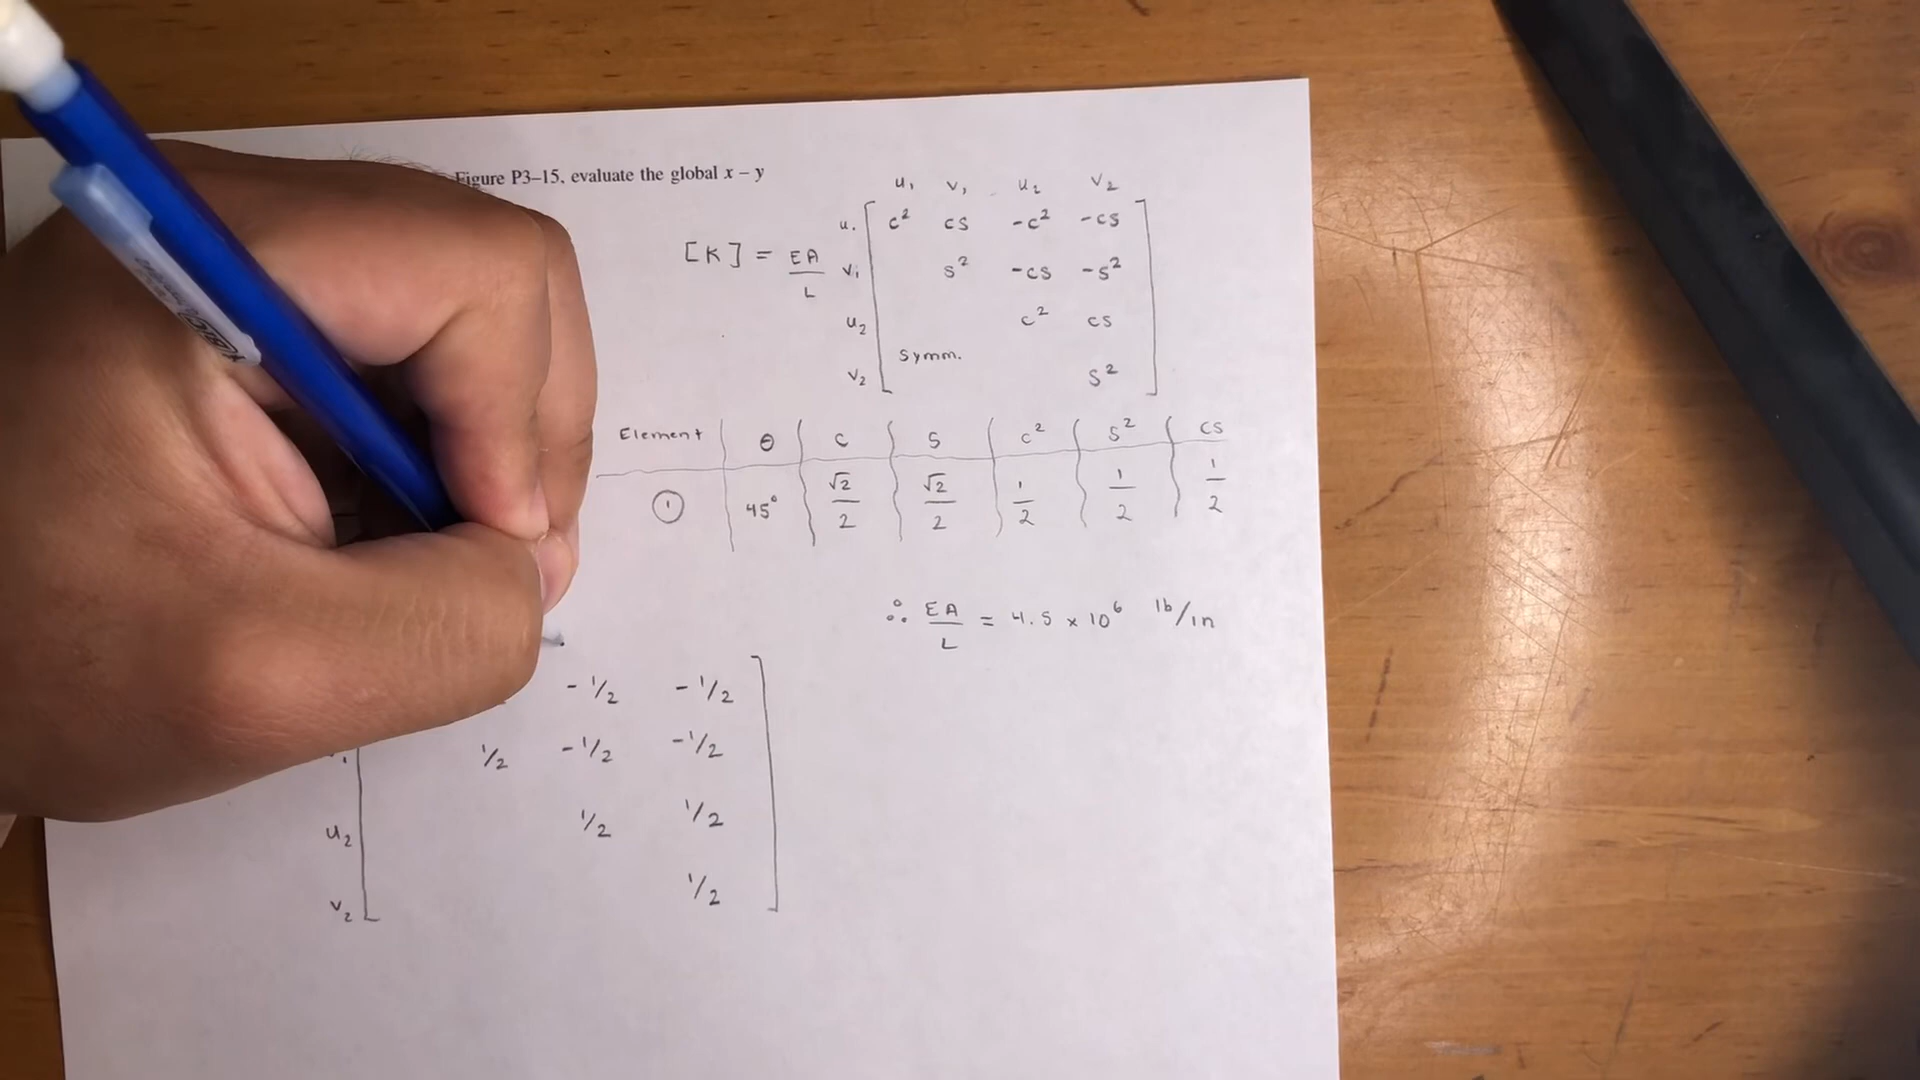 Figure P3–15, evaluate the global x – y
u₁ v₁ u₂ v₂
[K] = EA/L
u₁ c² cs -c² -cs
v₁ s² -cs -s²
u₂ c² cs
Symm.
v₂ s²
Element θ c s c² s² cs
① 45° √2/2 √2/2 1/2 1/2 1/2
∴ EA/L = 4.5 x 10⁶ lb/in
-1/2 -1/2
1/2 -1/2 -1/2
u₂ 1/2 1/2
v₂ 1/2
BIC